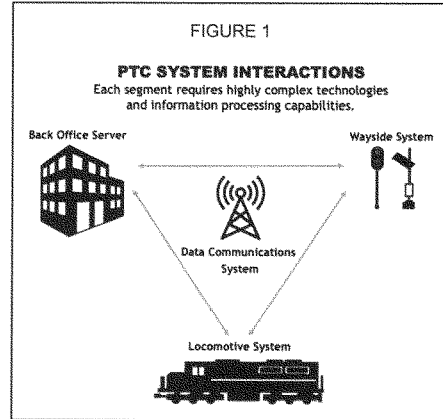 FIGURE 1
PTC SYSTEM INTERACTIONS
Each segment requires highly complex technologies
and information processing capabilities.
Back Office Server
Wayside System
Data Communications
System
Locomotive System